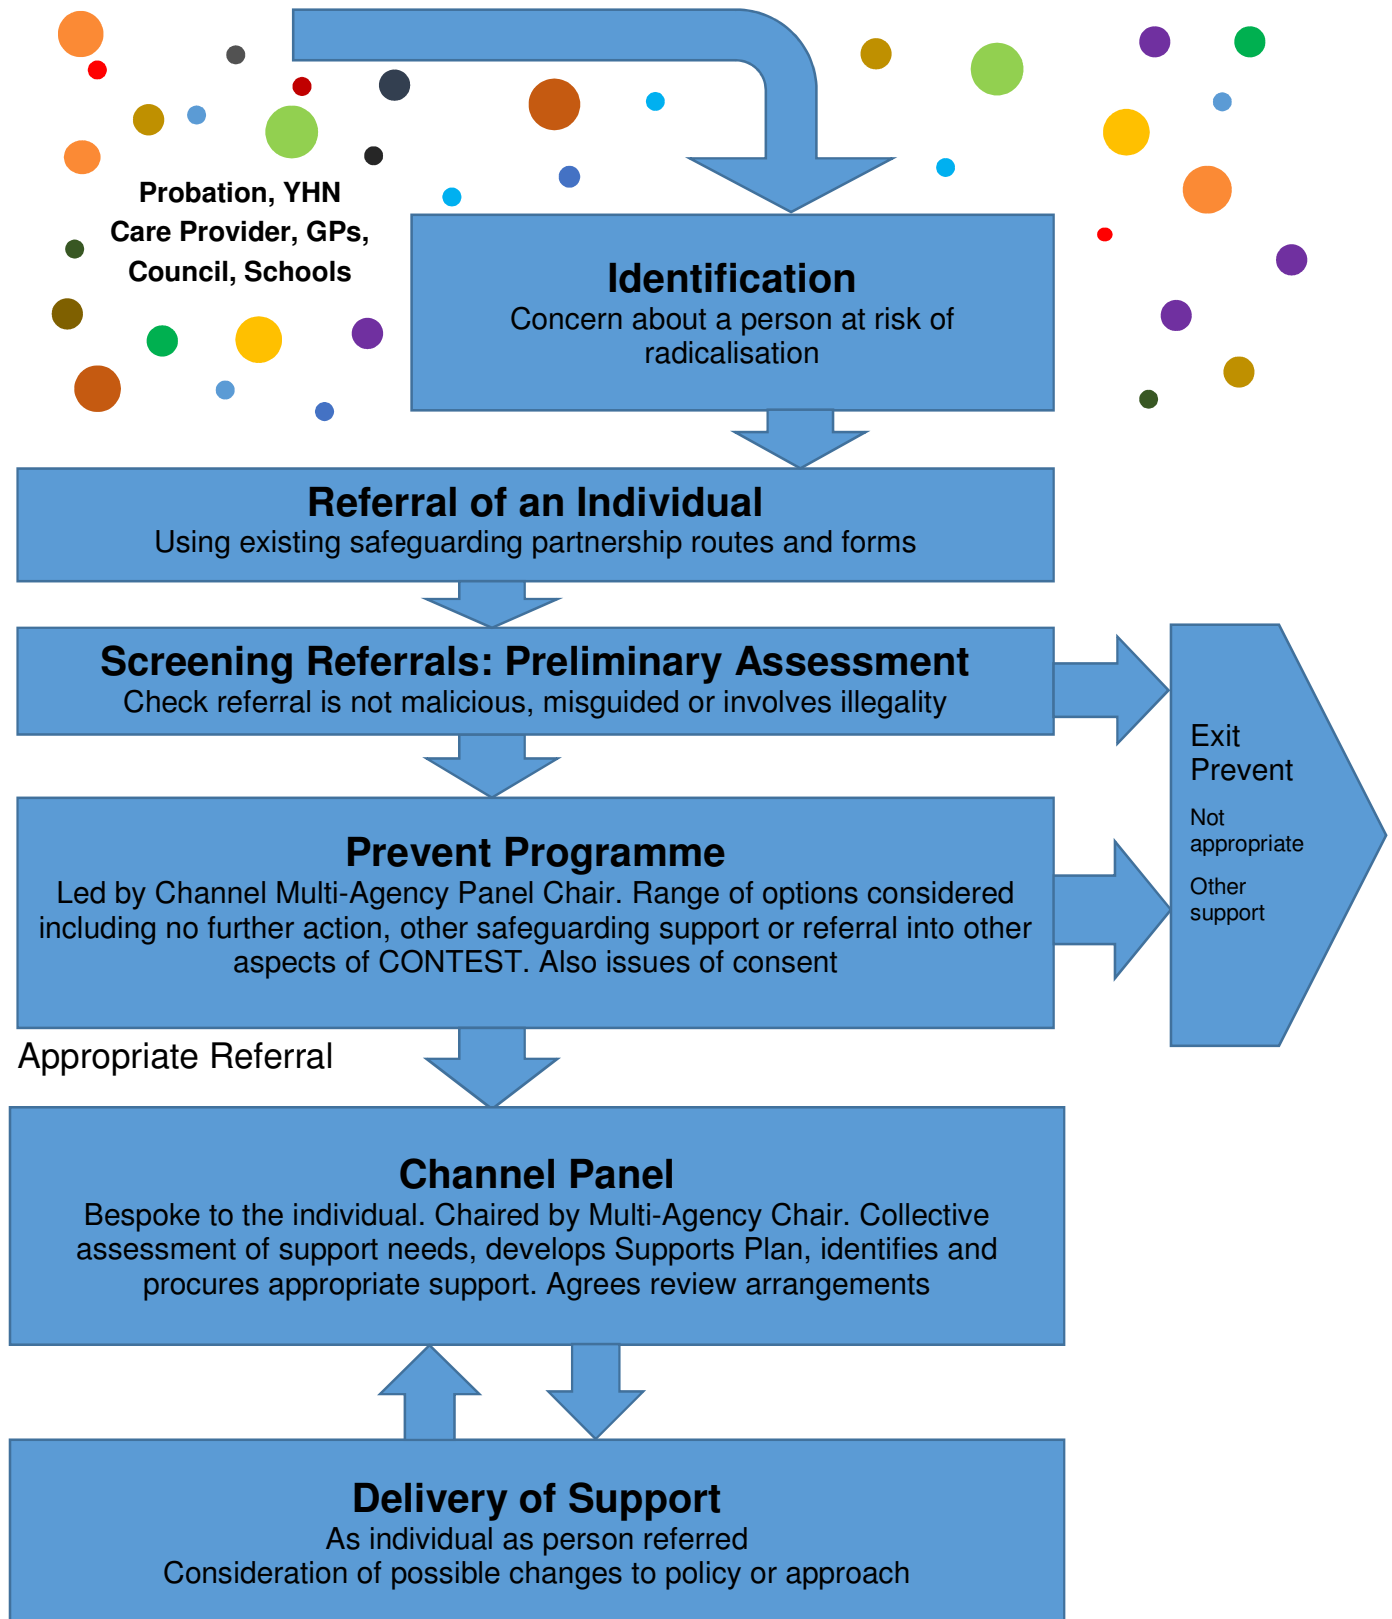 Probation, YHN
Care Provider, GPs,
Council, Schools
Identification
Concern about a person at risk of
radicalisation
Referral of an Individual
Using existing safeguarding partnership routes and forms
Screening Referrals: Preliminary Assessment
Check referral is not malicious, misguided or involves illegality
Exit
Prevent
Not
appropriate
Other
support
Prevent Programme
Led by Channel Multi-Agency Panel Chair. Range of options considered
including no further action, other safeguarding support or referral into other
aspects of CONTEST. Also issues of consent
Appropriate Referral
Channel Panel
Bespoke to the individual. Chaired by Multi-Agency Chair. Collective
assessment of support needs, develops Supports Plan, identifies and
procures appropriate support. Agrees review arrangements
Delivery of Support
As individual as person referred
Consideration of possible changes to policy or approach